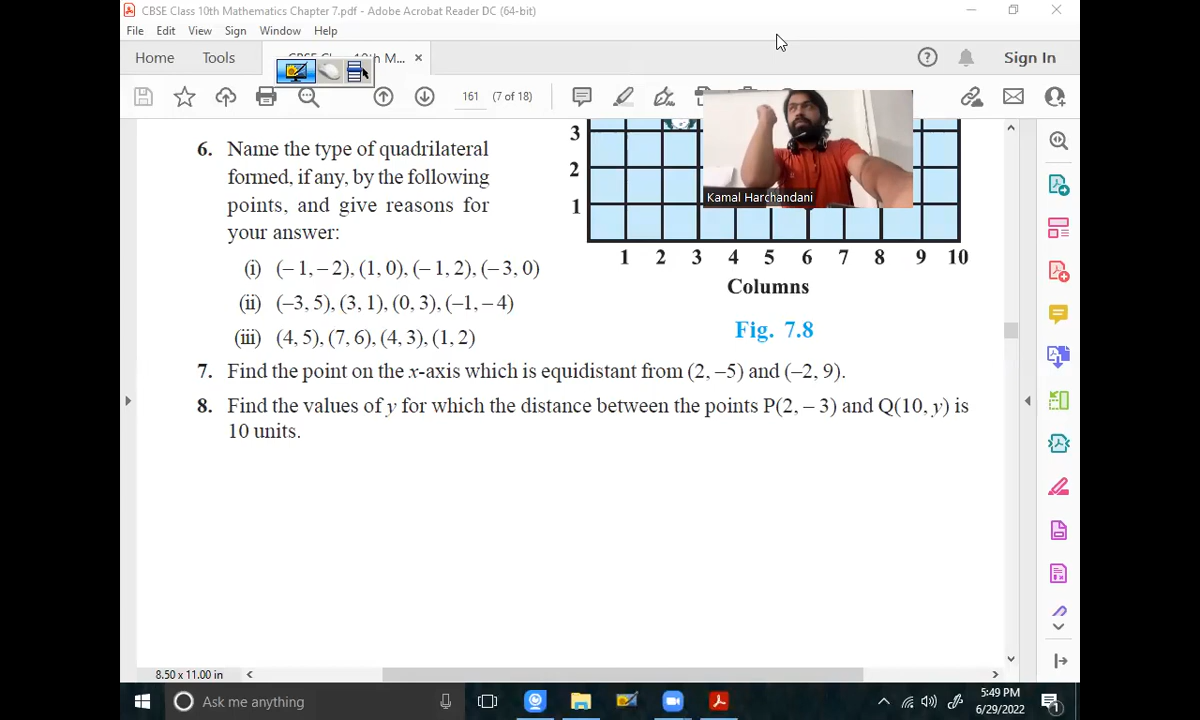 CBSE Class 10th Mathematics Chapter 7.pdf - Adobe Acrobat Reader DC (64-bit)
File Edit View Sign Window Help
Home Tools CBSE Class 10th M... × Sign In
161 (7 of 18)
6. Name the type of quadrilateral
formed, if any, by the following
points, and give reasons for
your answer:
(i) (– 1, – 2), (1, 0), (– 1, 2), (– 3, 0)
(ii) (–3, 5), (3, 1), (0, 3), (–1, – 4)
(iii) (4, 5), (7, 6), (4, 3), (1, 2)
3
2
1
Kamal Harchandani
1 2 3 4 5 6 7 8 9 10
Columns
Fig. 7.8
7. Find the point on the x-axis which is equidistant from (2, –5) and (–2, 9).
8. Find the values of y for which the distance between the points P(2, – 3) and Q(10, y) is
10 units.
8.50 x 11.00 in
Ask me anything
5:49 PM
6/29/2022
1